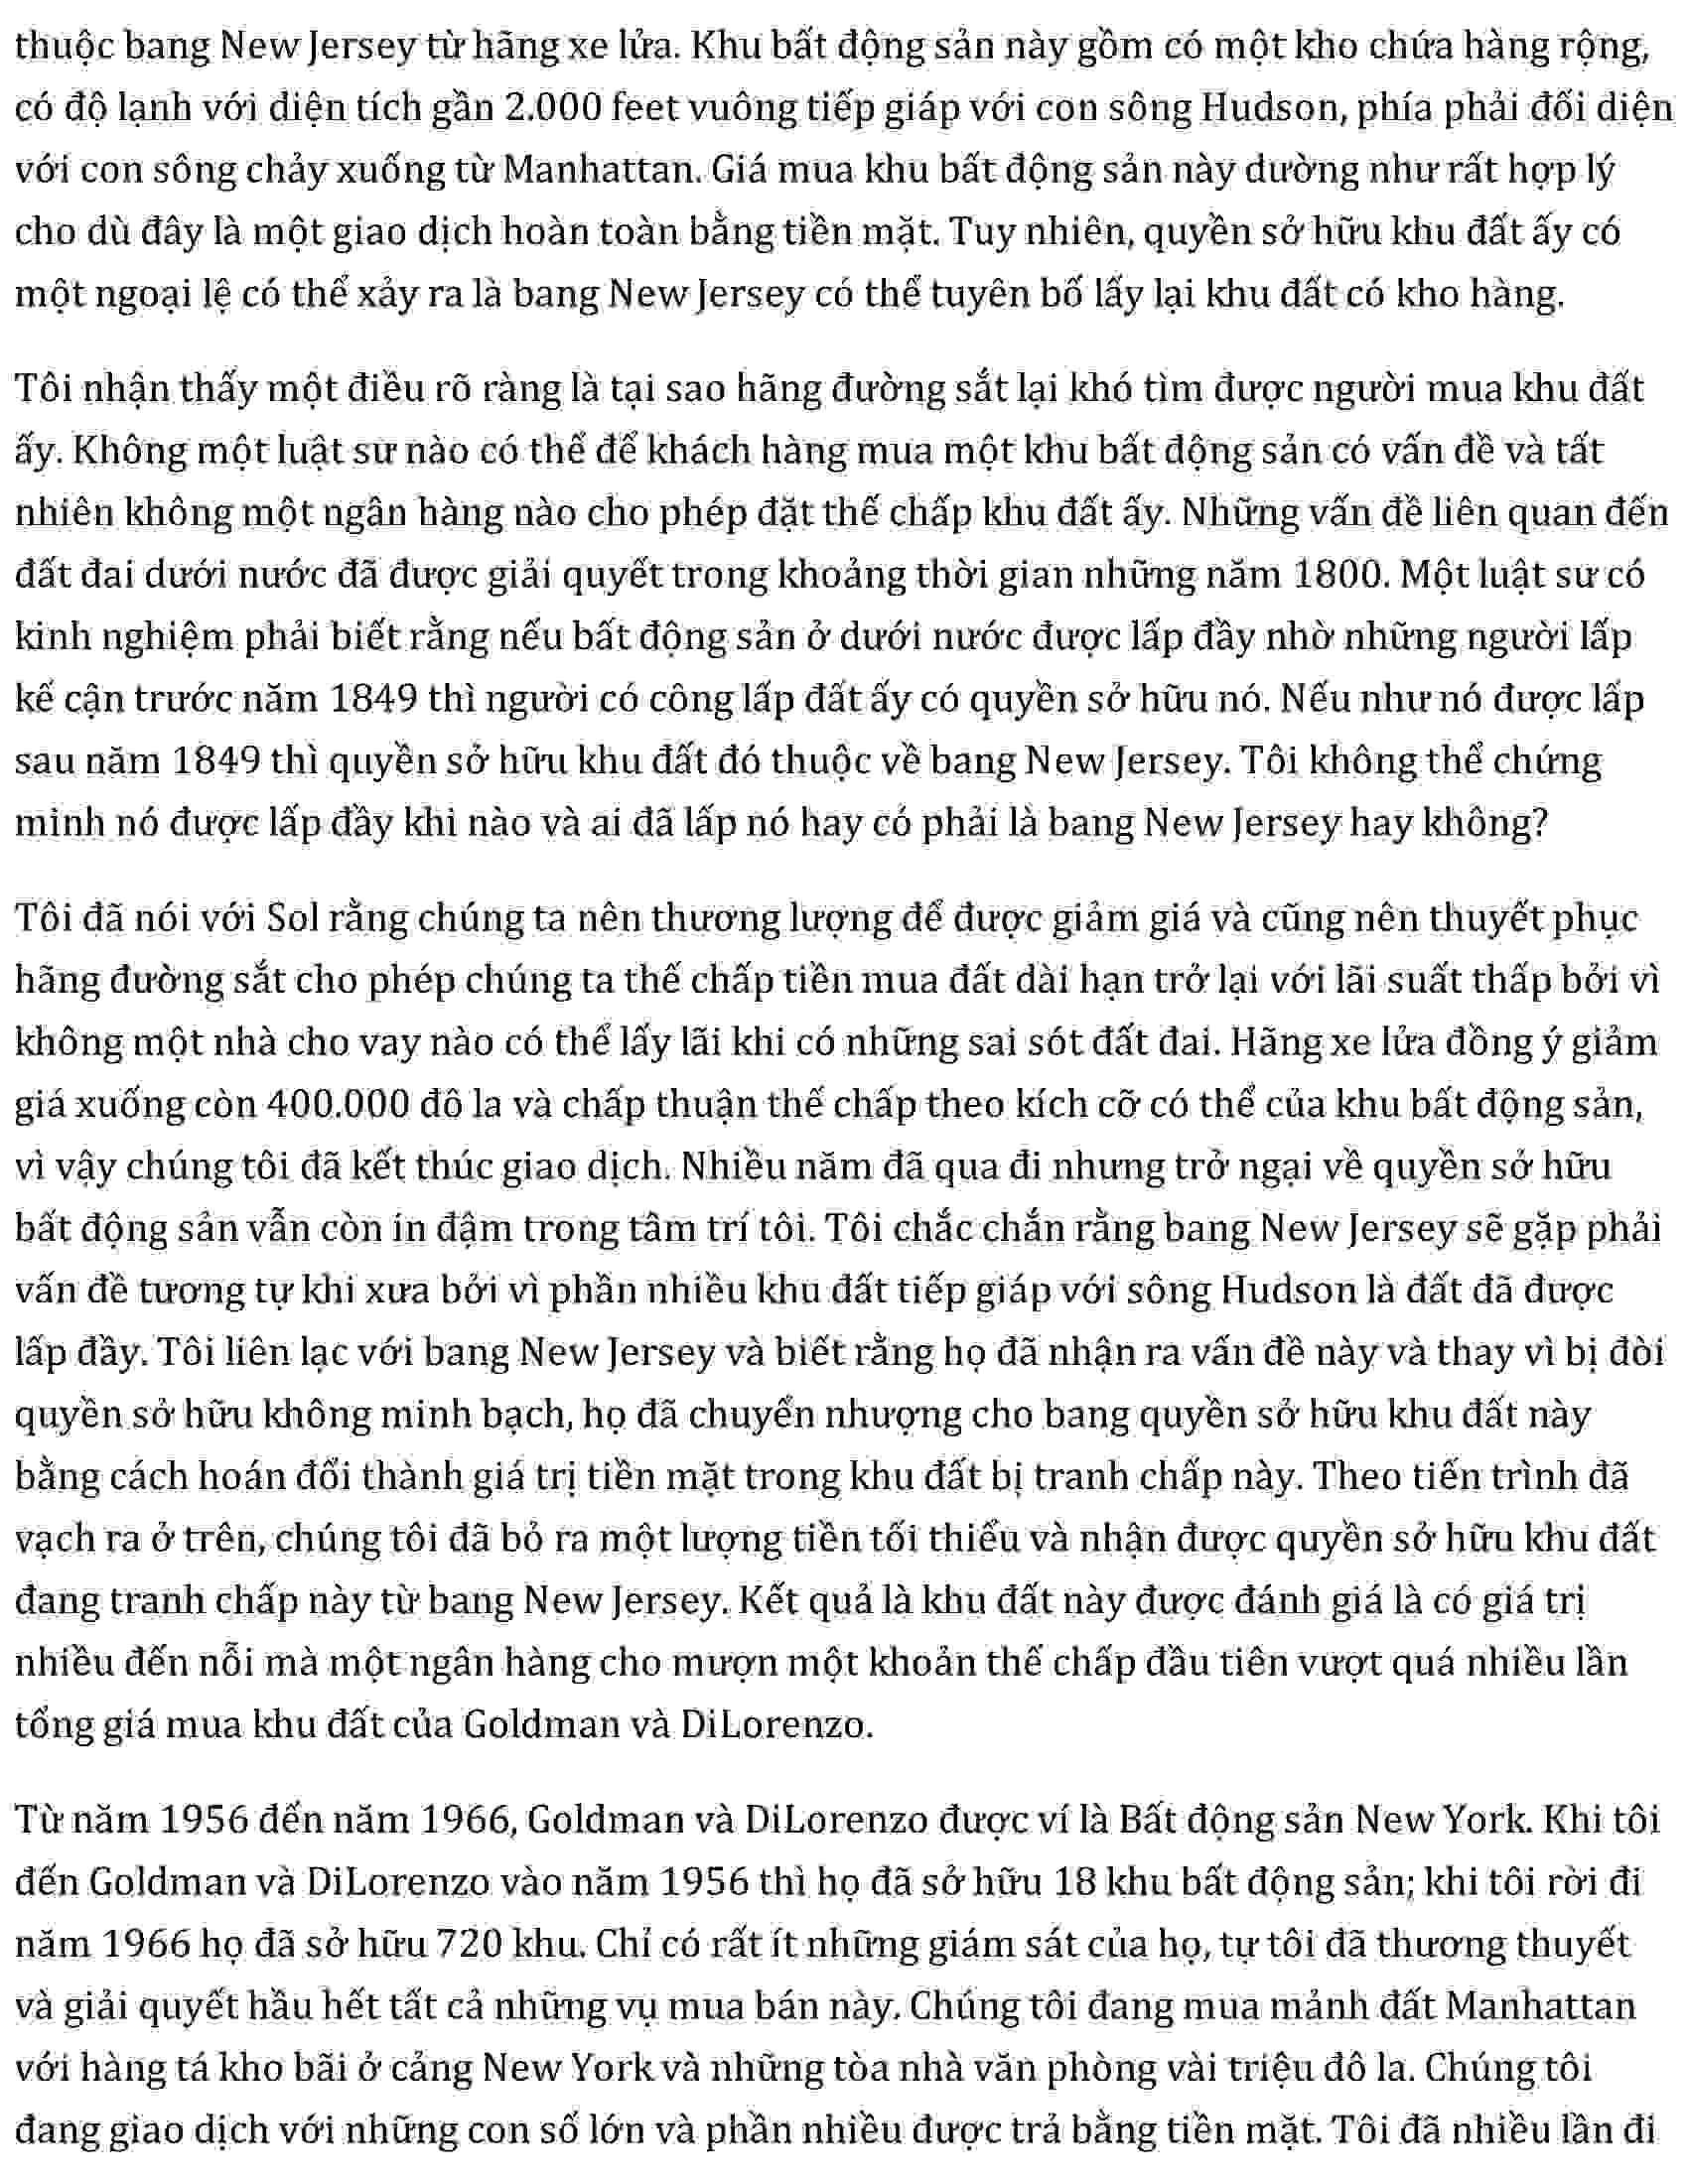 thuộc bang New Jersey từ hãng xe lửa. Khu bất động sản này gồm có một kho chứa hàng rộng,
có độ lạnh với diện tích gần 2.000 feet vuông tiếp giáp với con sông Hudson, phía phải đối diện
với con sông chảy xuống từ Manhattan. Giá mua khu bất động sản này dường như rất hợp lý
cho dù đây là một giao dịch hoàn toàn bằng tiền mặt. Tuy nhiên, quyền sở hữu khu đất ấy có
một ngoại lệ có thể xảy ra là bang New Jersey có thể tuyên bố lấy lại khu đất có kho hàng.
Tôi nhận thấy một điều rõ ràng là tại sao hãng đường sắt lại khó tìm được người mua khu đất
ấy. Không một luật sư nào có thể để khách hàng mua một khu bất động sản có vấn đề và tất
nhiên không một ngân hàng nào cho phép đặt thế chấp khu đất ấy. Những vấn đề liên quan đến
đất đai dưới nước đã được giải quyết trong khoảng thời gian những năm 1800. Một luật sư có
kinh nghiệm phải biết rằng nếu bất động sản ở dưới nước được lấp đầy nhờ những người lấp
kế cận trước năm 1849 thì người có công lấp đất ấy có quyền sở hữu nó. Nếu như nó được lấp
sau năm 1849 thì quyền sở hữu khu đất đó thuộc về bang New Jersey. Tôi không thể chứng
minh nó được lấp đầy khi nào và ai đã lấp nó hay có phải là bang New Jersey hay không?
Tôi đã nói với Sol rằng chúng ta nên thương lượng để được giảm giá và cũng nên thuyết phục
hãng đường sắt cho phép chúng ta thế chấp tiền mua đất dài hạn trở lại với lãi suất thấp bởi vì
không một nhà cho vay nào có thể lấy lãi khi có những sai sót đất đai. Hãng xe lửa đồng ý giảm
giá xuống còn 400.000 đô la và chấp thuận thế chấp theo kích cỡ có thể của khu bất động sản,
vì vậy chúng tôi đã kết thúc giao dịch. Nhiều năm đã qua đi nhưng trở ngại về quyền sở hữu
bất động sản vẫn còn in đậm trong tâm trí tôi. Tôi chắc chắn rằng bang New Jersey sẽ gặp phải
vấn đề tương tự khi xưa bởi vì phần nhiều khu đất tiếp giáp với sông Hudson là đất đã được
lấp đầy. Tôi liên lạc với bang New Jersey và biết rằng họ đã nhận ra vấn đề này và thay vì bị đòi
quyền sở hữu không minh bạch, họ đã chuyển nhượng cho bang quyền sở hữu khu đất này
bằng cách hoán đổi thành giá trị tiền mặt trong khu đất bị tranh chấp này. Theo tiến trình đã
vạch ra ở trên, chúng tôi đã bỏ ra một lượng tiền tối thiểu và nhận được quyền sở hữu khu đất
đang tranh chấp này từ bang New Jersey. Kết quả là khu đất này được đánh giá là có giá trị
nhiều đến nỗi mà một ngân hàng cho mượn một khoản thế chấp đầu tiên vượt quá nhiều lần
tổng giá mua khu đất của Goldman và DiLorenzo.
Từ năm 1956 đến năm 1966, Goldman và DiLorenzo được ví là Bất động sản New York. Khi tôi
đến Goldman và DiLorenzo vào năm 1956 thì họ đã sở hữu 18 khu bất động sản; khi tôi rời đi
năm 1966 họ đã sở hữu 720 khu. Chỉ có rất ít những giám sát của họ, tự tôi đã thương thuyết
và giải quyết hầu hết tất cả những vụ mua bán này. Chúng tôi đang mua mảnh đất Manhattan
với hàng tá kho bãi ở cảng New York và những tòa nhà văn phòng vài triệu đô la. Chúng tôi
đang giao dịch với những con số lớn và phần nhiều được trả bằng tiền mặt. Tôi đã nhiều lần đi